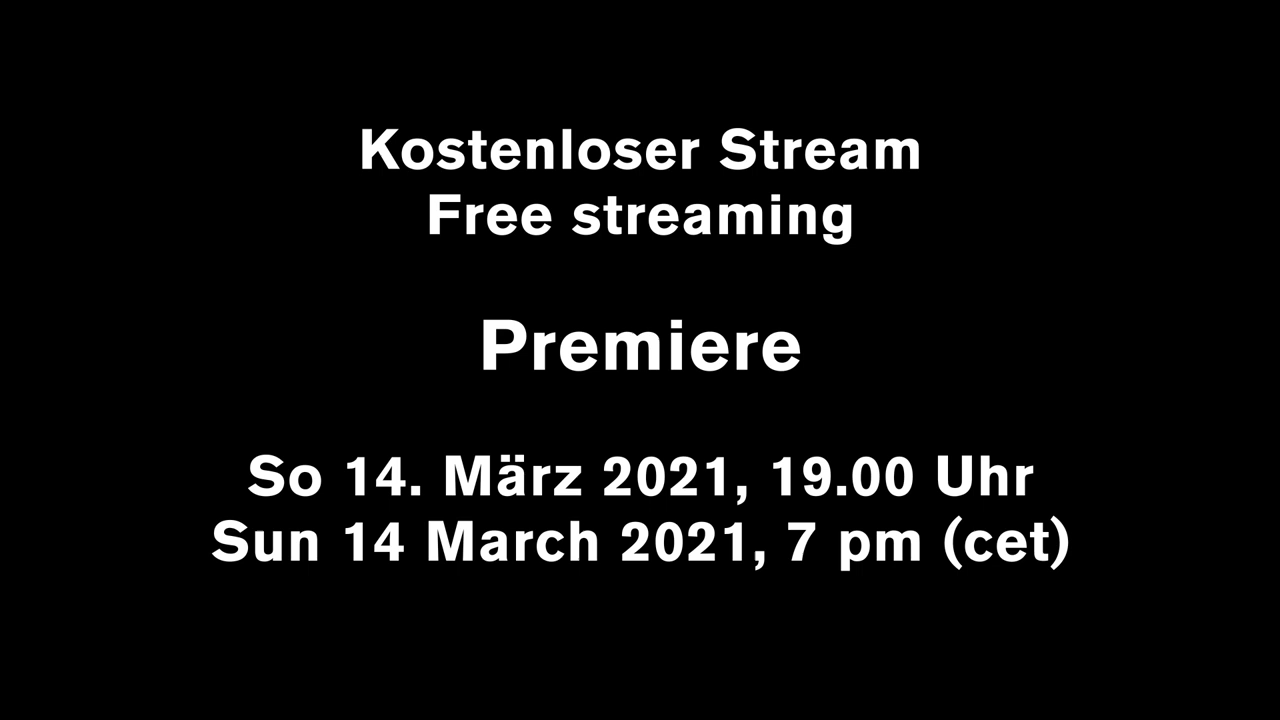 Kostenloser Stream
Free streaming
Premiere
So 14. März 2021, 19.00 Uhr
Sun 14 March 2021, 7 pm (cet)